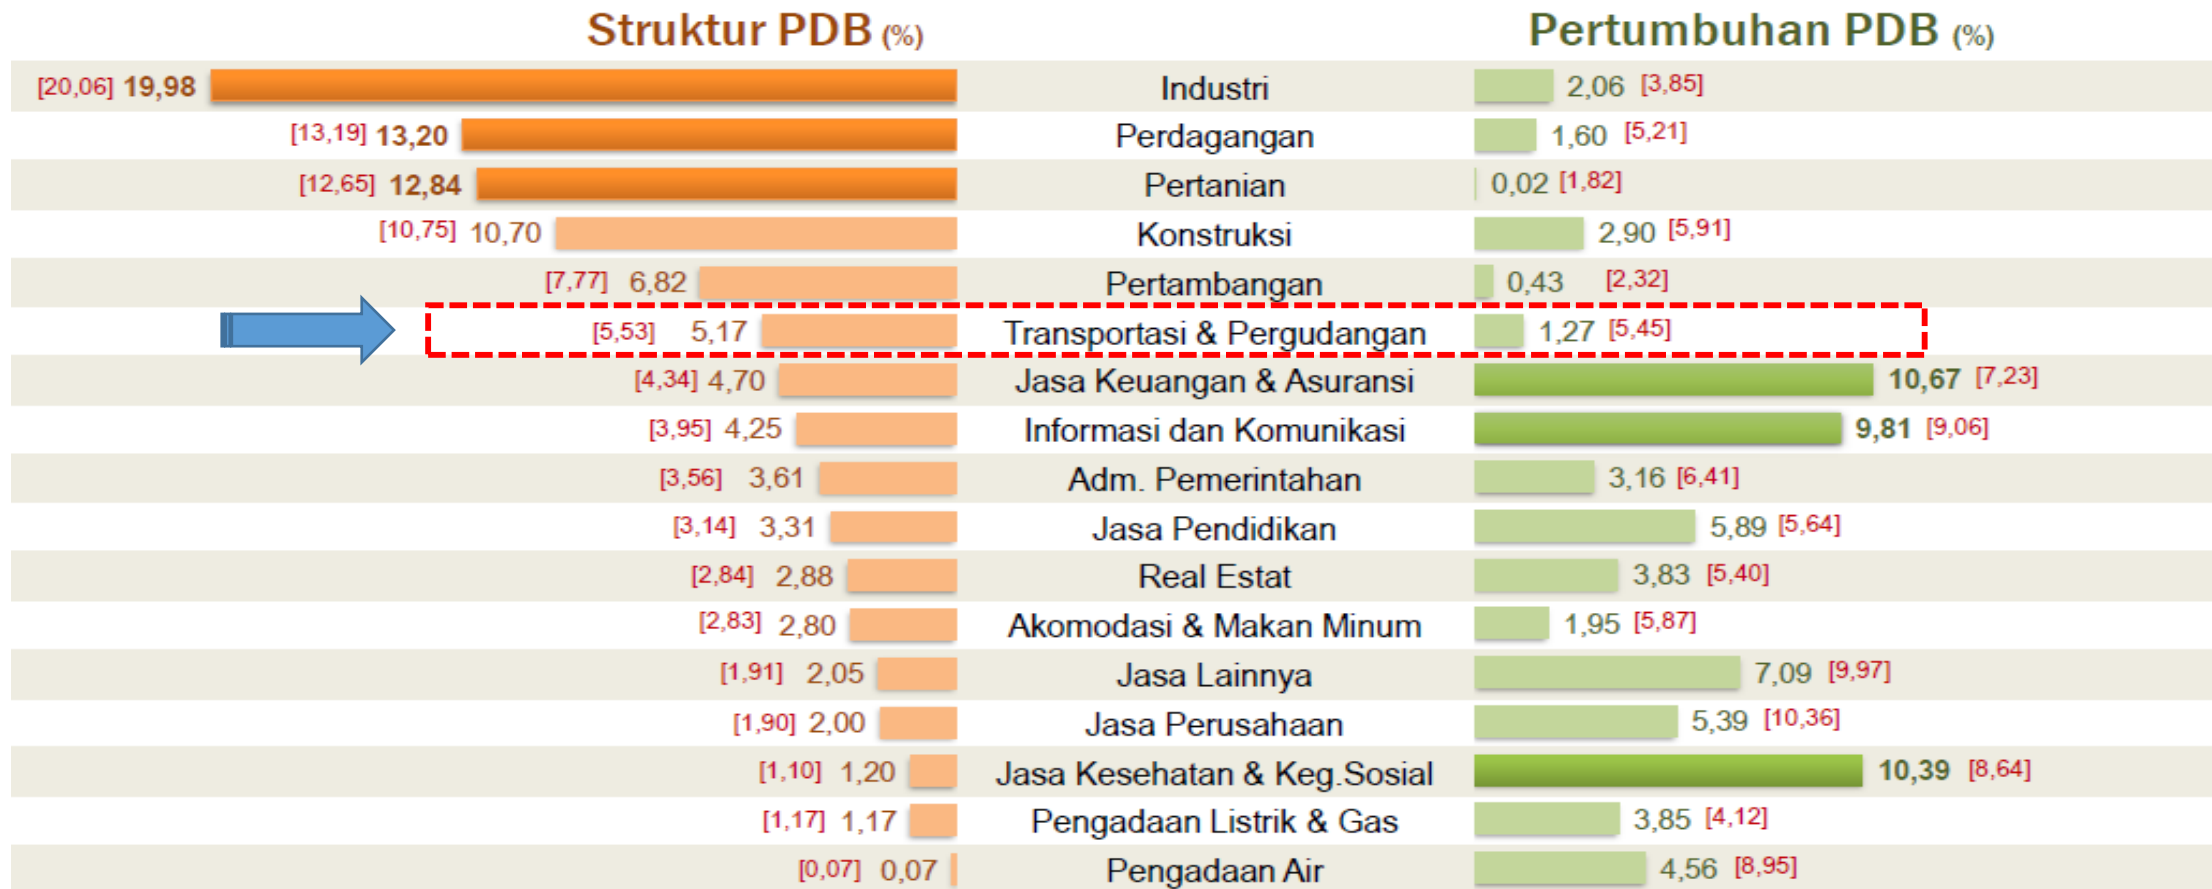 Struktur PDB (%) Pertumbuhan PDB (%)
[20,06] 19,98 Industri 2,06 [3,85]
[13,19] 13,20 Perdagangan 1,60 [5,21]
[12,65] 12,84 Pertanian 0,02 [1,82]
[10,75] 10,70 Konstruksi 2,90 [5,91]
[7,77] 6,82 Pertambangan 0,43 [2,32]
[5,53] 5,17 Transportasi & Pergudangan 1,27 [5,45]
[4,34] 4,70 Jasa Keuangan & Asuransi 10,67 [7,23]
[3,95] 4,25 Informasi dan Komunikasi 9,81 [9,06]
[3,56] 3,61 Adm. Pemerintahan 3,16 [6,41]
[3,14] 3,31 Jasa Pendidikan 5,89 [5,64]
[2,84] 2,88 Real Estat 3,83 [5,40]
[2,83] 2,80 Akomodasi & Makan Minum 1,95 [5,87]
[1,91] 2,05 Jasa Lainnya 7,09 [9,97]
[1,90] 2,00 Jasa Perusahaan 5,39 [10,36]
[1,10] 1,20 Jasa Kesehatan & Keg.Sosial 10,39 [8,64]
[1,17] 1,17 Pengadaan Listrik & Gas 3,85 [4,12]
[0,07] 0,07 Pengadaan Air 4,56 [8,95]